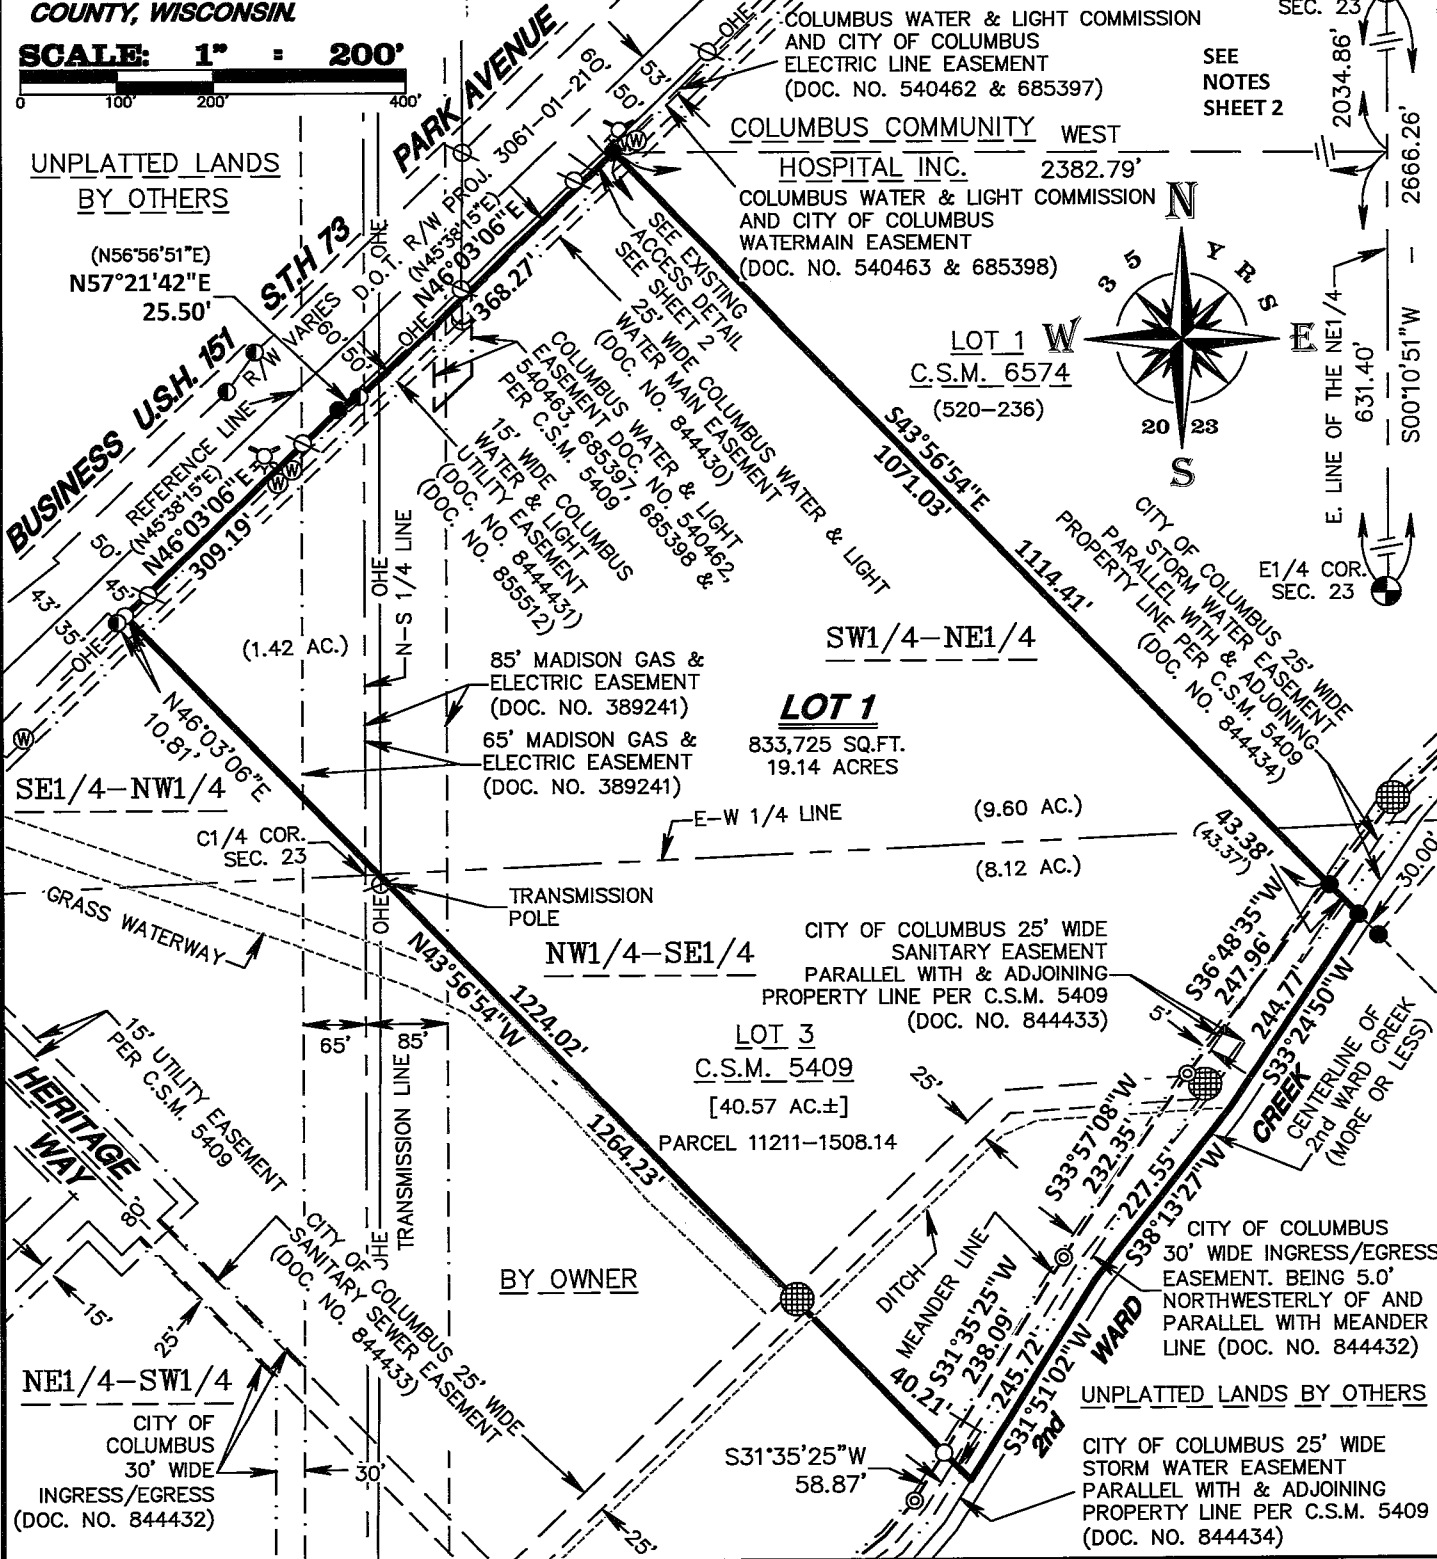 COUNTY, WISCONSIN.
SCALE: 1" = 200'
0 100' 200' 400'
UNPLATTED LANDS
BY OTHERS
(N56°56'51"E)
N57°21'42"E
25.50'
PARK AVENUE
S.T.H 73
BUSINESS U.S.H. 151
R/W VARIES
D.O.T. R/W PROJ. 3061-01-21
60'
50'
53'
OHE
(N45°38'15"E)
N46°03'06"E
368.27'
OHE
60'
50'
OHE
REFERENCE LINE
(N45°38'15"E)
N46°03'06"E
309.19'
50'
45'
43'
35'
OHE
W
COLUMBUS WATER & LIGHT COMMISSION
AND CITY OF COLUMBUS
ELECTRIC LINE EASEMENT
(DOC. NO. 540462 & 685397)
COLUMBUS COMMUNITY
HOSPITAL INC.
WEST
2382.79'
COLUMBUS WATER & LIGHT COMMISSION
AND CITY OF COLUMBUS
WATERMAIN EASEMENT
(DOC. NO. 540463 & 685398)
SEE
NOTES
SHEET 2
SEC. 23
2034.86'
2666.26'
S00°10'51"W
631.40'
E. LINE OF THE NE1/4
E1/4 COR.
SEC. 23
N
35 YRS
W
E
20 23
S
LOT 1
C.S.M. 6574
(520-236)
SEE EXISTING
ACCESS DETAIL
SEE SHEET 2
25' WIDE COLUMBUS WATER & LIGHT
WATER MAIN EASEMENT
(DOC. NO. 844430)
COLUMBUS WATER & LIGHT
EASEMENT DOC. NO. 540462,
540463, 685397, 685398 &
PER C.S.M. 5409
15' WIDE COLUMBUS
WATER & LIGHT
UTILITY EASEMENT
(DOC. NO. 844431)
(DOC. NO. 855512)
S43°56'54"E
1071.03'
1114.41'
CITY OF COLUMBUS 25' WIDE
STORM WATER EASEMENT
PARALLEL WITH & ADJOINING
PROPERTY LINE PER C.S.M. 5409
(DOC. NO. 844434)
OHE
N-S 1/4 LINE
(1.42 AC.)
SW1/4-NE1/4
85' MADISON GAS &
ELECTRIC EASEMENT
(DOC. NO. 389241)
65' MADISON GAS &
ELECTRIC EASEMENT
(DOC. NO. 389241)
LOT 1
833,725 SQ.FT.
19.14 ACRES
N46°03'06"E
10.81'
SE1/4-NW1/4
C1/4 COR.
SEC. 23
E-W 1/4 LINE
(9.60 AC.)
(8.12 AC.)
43.38'
(43.37')
30.00'
GRASS WATERWAY
TRANSMISSION
POLE
OHE
NW1/4-SE1/4
N43°56'54"W
1224.02'
1264.23'
CITY OF COLUMBUS 25' WIDE
SANITARY EASEMENT
PARALLEL WITH & ADJOINING
PROPERTY LINE PER C.S.M. 5409
(DOC. NO. 844433)
S36°48'35"W
247.96'
244.77'
S33°24'50"W
5'
CENTERLINE OF
2nd WARD CREEK
(MORE OR LESS)
65'
85'
TRANSMISSION LINE
LOT 3
C.S.M. 5409
[40.57 AC.±]
PARCEL 11211-1508.14
25'
15' UTILITY EASEMENT
PER C.S.M. 5409
HERITAGE
WAY
80'
15'
25'
S33°57'08"W
232.35'
227.55'
S38°13'27"W
2nd WARD CREEK
CITY OF COLUMBUS
30' WIDE INGRESS/EGRESS
EASEMENT. BEING 5.0'
NORTHWESTERLY OF AND
PARALLEL WITH MEANDER
LINE (DOC. NO. 844432)
DITCH
MEANDER LINE
S31°35'25"W
238.09'
40.21'
245.72'
S31°51'02"W
BY OWNER
CITY OF COLUMBUS 25' WIDE
SANITARY SEWER EASEMENT
(DOC. NO. 844433)
OHE
NE1/4-SW1/4
CITY OF
COLUMBUS
30' WIDE
INGRESS/EGRESS
(DOC. NO. 844432)
30'
25'
S31°35'25"W
58.87'
UNPLATTED LANDS BY OTHERS
CITY OF COLUMBUS 25' WIDE
STORM WATER EASEMENT
PARALLEL WITH & ADJOINING
PROPERTY LINE PER C.S.M. 5409
(DOC. NO. 844434)